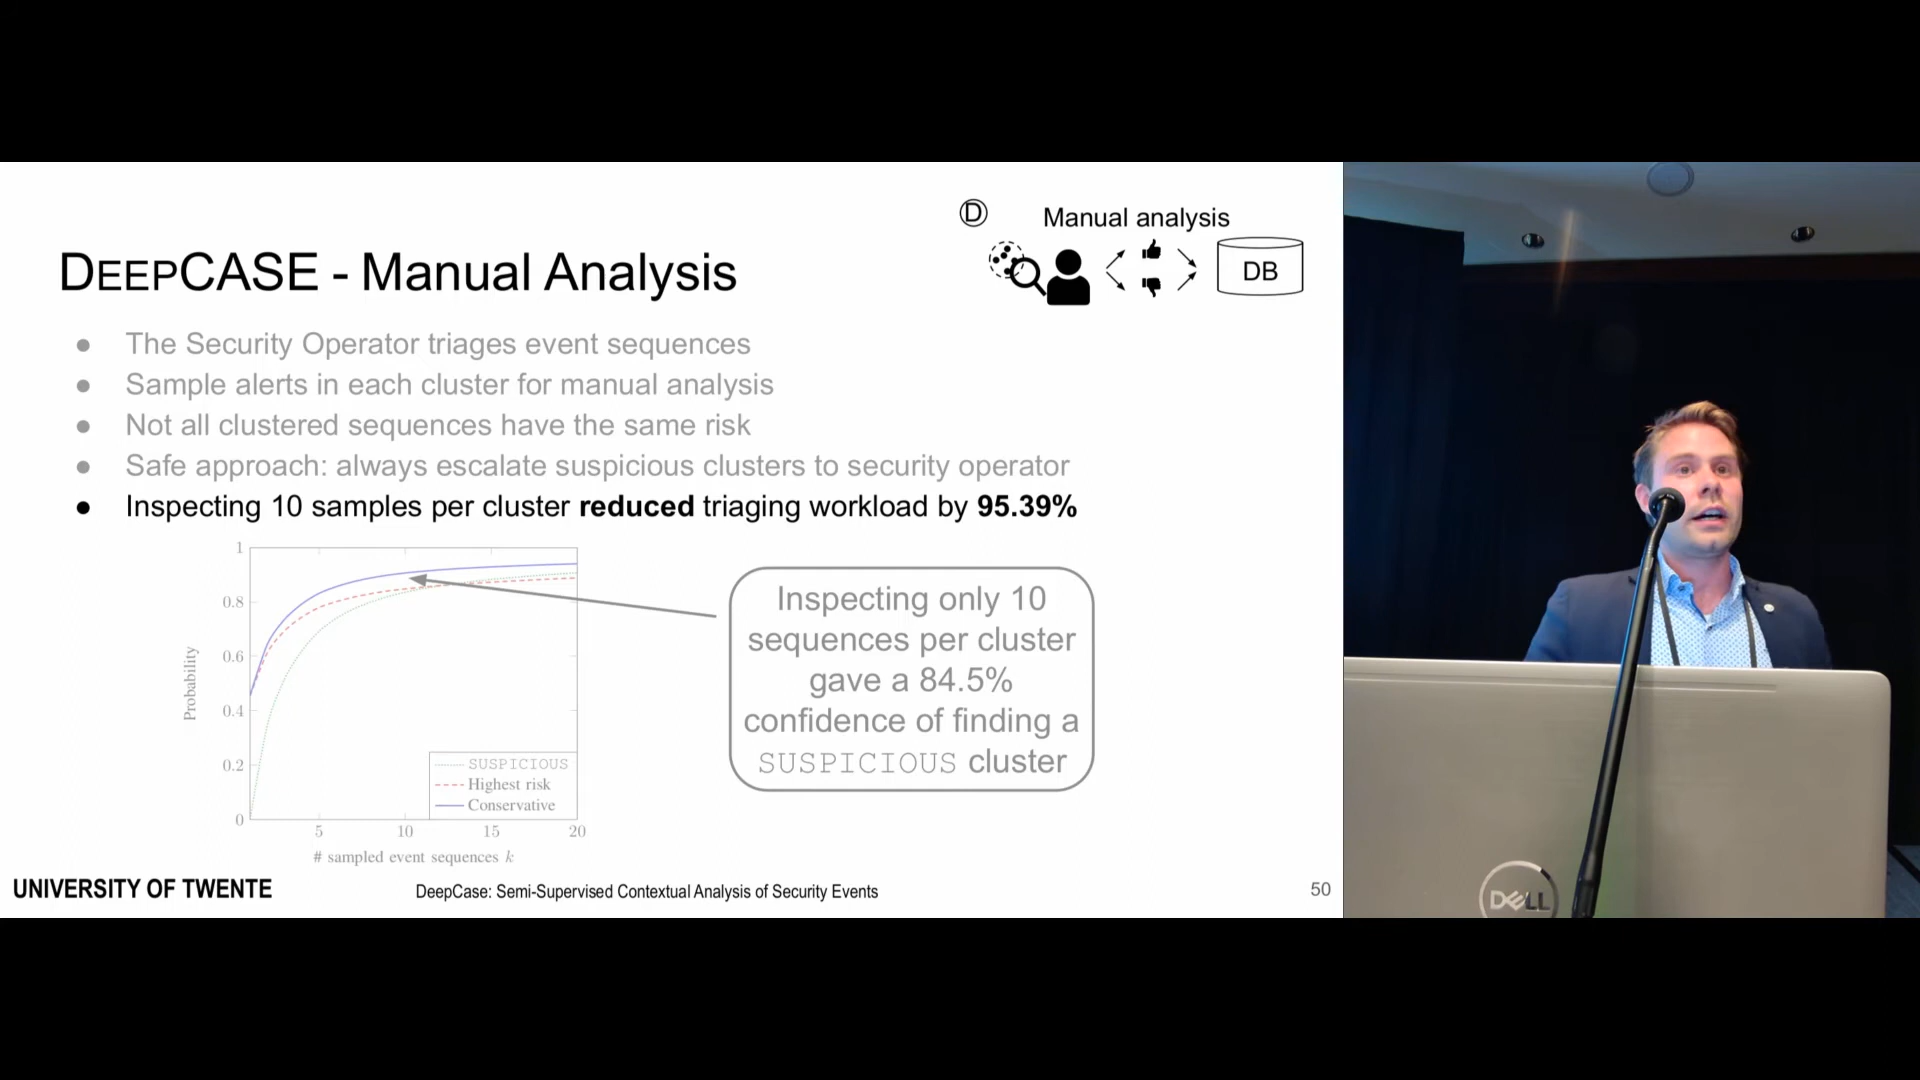 Ⓓ Manual analysis
DB
DEEPCASE - Manual Analysis
● The Security Operator triages event sequences
● Sample alerts in each cluster for manual analysis
● Not all clustered sequences have the same risk
● Safe approach: always escalate suspicious clusters to security operator
● Inspecting 10 samples per cluster reduced triaging workload by 95.39%
1
0.8
0.6
0.4
0.2
0
Probability
SUSPICIOUS
Highest risk
Conservative
5 10 15 20
# sampled event sequences k
Inspecting only 10
sequences per cluster
gave a 84.5%
confidence of finding a
SUSPICIOUS cluster
UNIVERSITY OF TWENTE
DeepCase: Semi-Supervised Contextual Analysis of Security Events
50
DELL